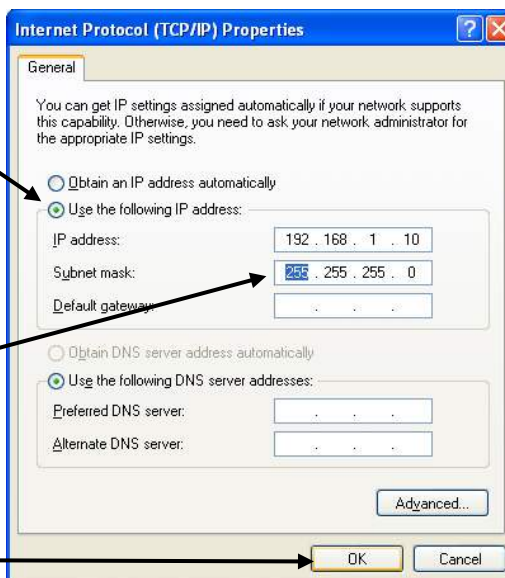 Internet Protocol (TCP/IP) Properties
General
You can get IP settings assigned automatically if your network supports
this capability. Otherwise, you need to ask your network administrator for
the appropriate IP settings.
Obtain an IP address automatically
Use the following IP address:
IP address: 192 . 168 . 1 . 10
Subnet mask: 255 . 255 . 255 . 0
Default gateway: . . .
Obtain DNS server address automatically
Use the following DNS server addresses:
Preferred DNS server: . . .
Alternate DNS server: . . .
Advanced...
OK Cancel